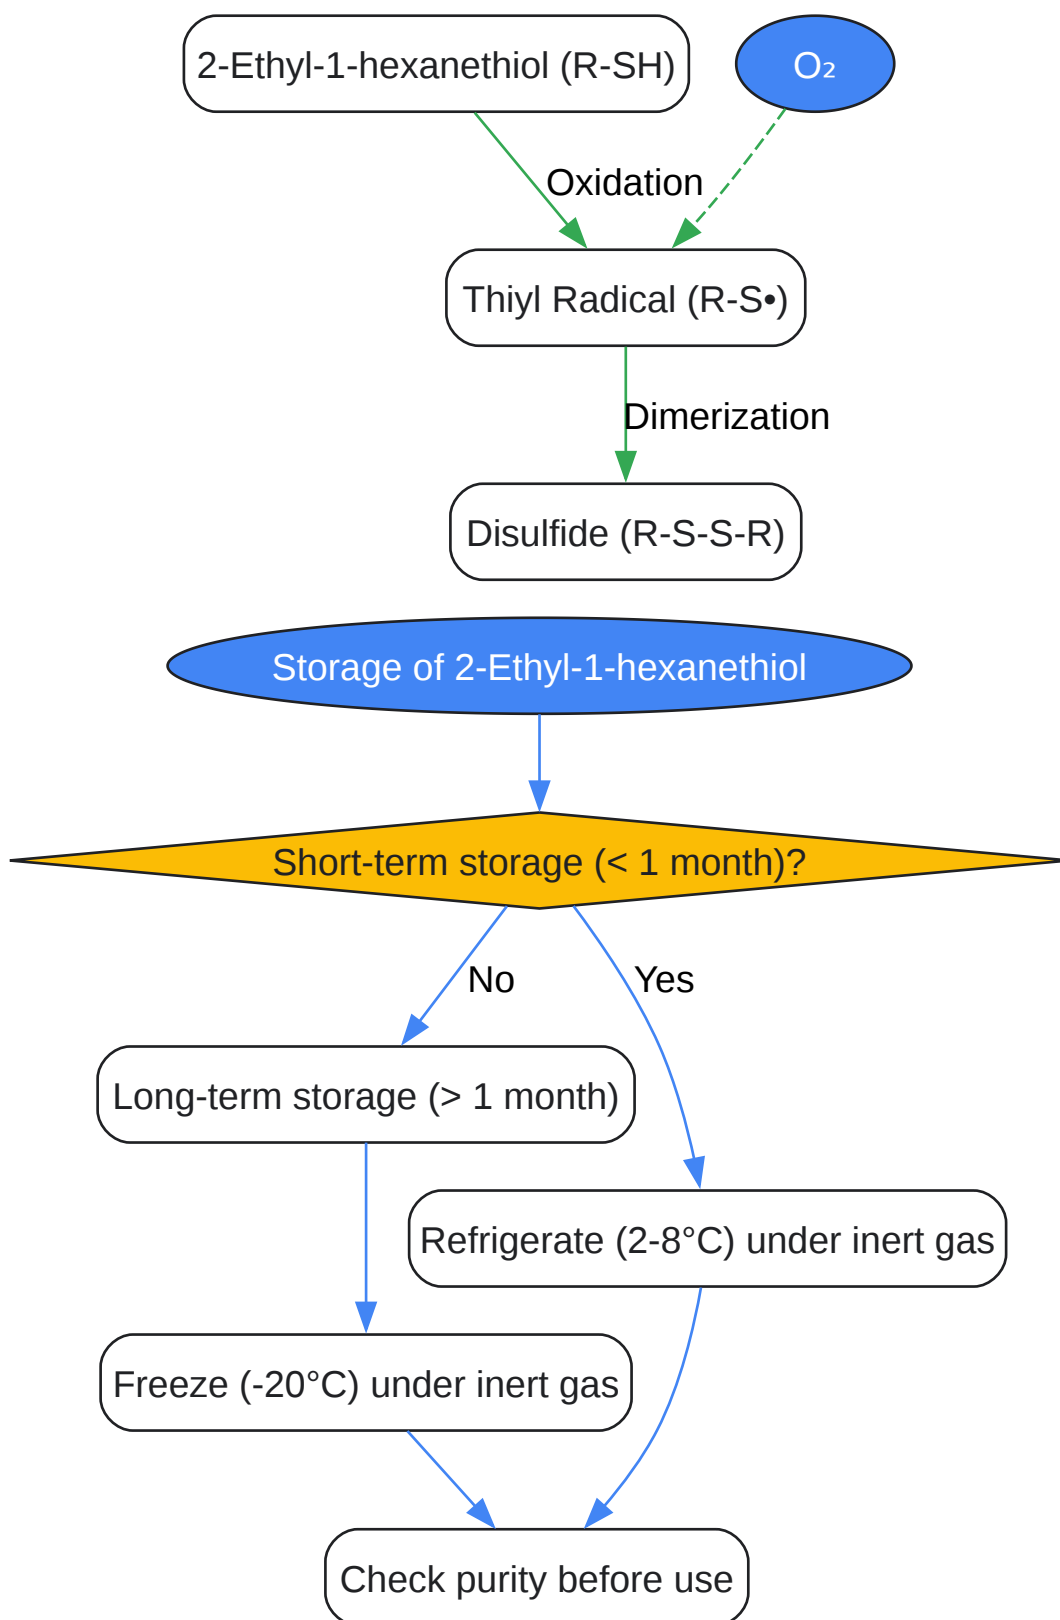 2-Ethyl-1-hexanethiol (R-SH)
O₂
Oxidation
Thiyl Radical (R-S•)
Dimerization
Disulfide (R-S-S-R)
Storage of 2-Ethyl-1-hexanethiol
Short-term storage (< 1 month)?
No
Yes
Long-term storage (> 1 month)
Refrigerate (2-8°C) under inert gas
Freeze (-20°C) under inert gas
Check purity before use